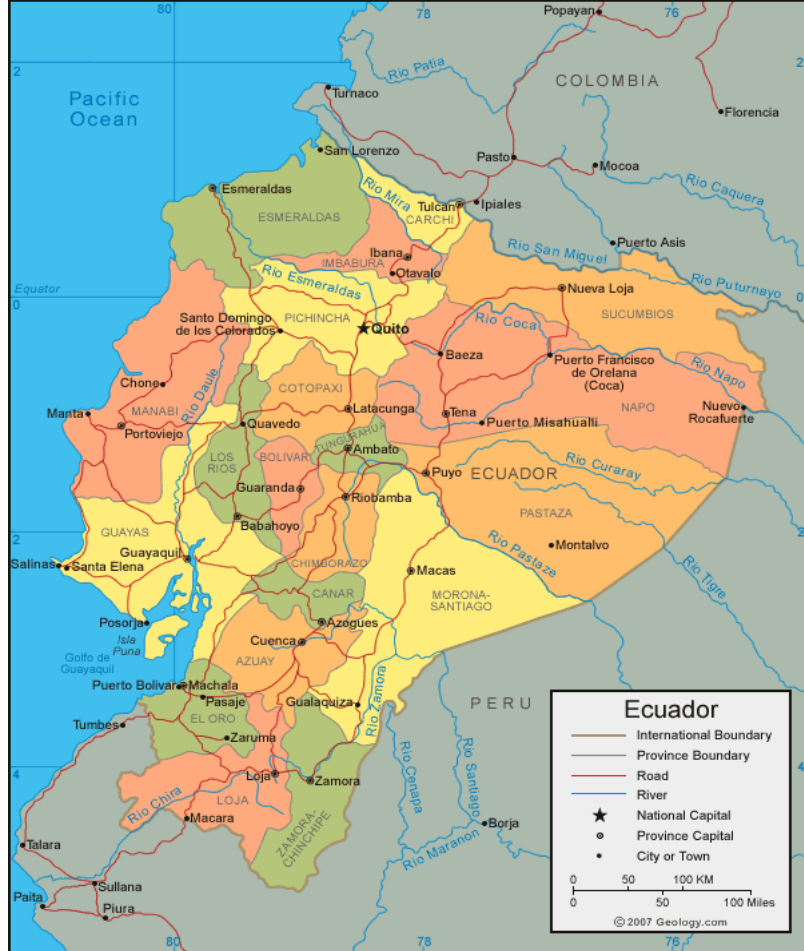 80
78
76
2
2
Popayan
Rio Patia
COLOMBIA
Pacific
Ocean
Tumaco
Florencia
San Lorenzo
Pasto
Mocoa
Rio Caquera
Esmeraldas
Rio Mira
Tulcan
Ipiales
ESMERALDAS
CARCHI
Ibana
IMBABURA
Otavalo
Rio San Miguel
Puerto Asis
Rio Esmeraldas
Rio Puturnayo
Equator
0
0
Nueva Loja
SUCUMBIOS
Santo Domingo
de los Colorados
PICHINCHA
Quito
Rio Coca
Baeza
Puerto Francisco
de Orelana
(Coca)
Rio Napo
Chone
Rio Daule
COTOPAXI
Manta
MANABI
Portoviejo
Quavedo
Latacunga
Tena
Puerto Misahualli
NAPO
Nuevo
Rocafuerte
TUNGURAHUA
Ambato
LOS
RIOS
BOLIVAR
Puyo
ECUADOR
Rio Curaray
Guaranda
Riobamba
PASTAZA
Babahoyo
GUAYAS
2
2
Guayaquil
Montalvo
Rio Pastaze
Rio Tigre
Salinas
Santa Elena
CHIMBORAZO
Macas
CANAR
MORONA-
SANTIAGO
Posorja
Isla
Puna
Azogues
Cuenca
Golfo de
Guayaquil
AZUAY
Puerto Bolivar
Machala
Pasaje
Gualaquiza
Rio Zamora
PERU
EL ORO
Tumbes
Zaruma
4
4
Loja
Zamora
Rio Cenapa
Rio Santiago
Rio Chira
LOJA
Macara
ZAMORA-
CHINCHIPE
Borja
Rio Maranon
Talara
Sullana
Paita
Piura
80
78
76
Ecuador
International Boundary
Province Boundary
Road
River
National Capital
Province Capital
City or Town
0 50 100 KM
0 50 100 Miles
© 2007 Geology.com